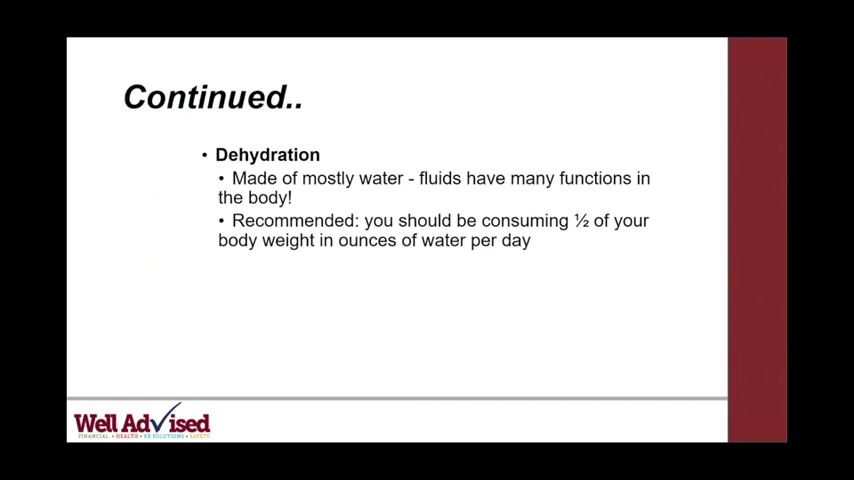 Continued..
• Dehydration
• Made of mostly water - fluids have many functions in
the body!
• Recommended: you should be consuming ½ of your
body weight in ounces of water per day
Well Advised
FINANCIAL • HEALTH • RE-SOLUTIONS • SAFETY